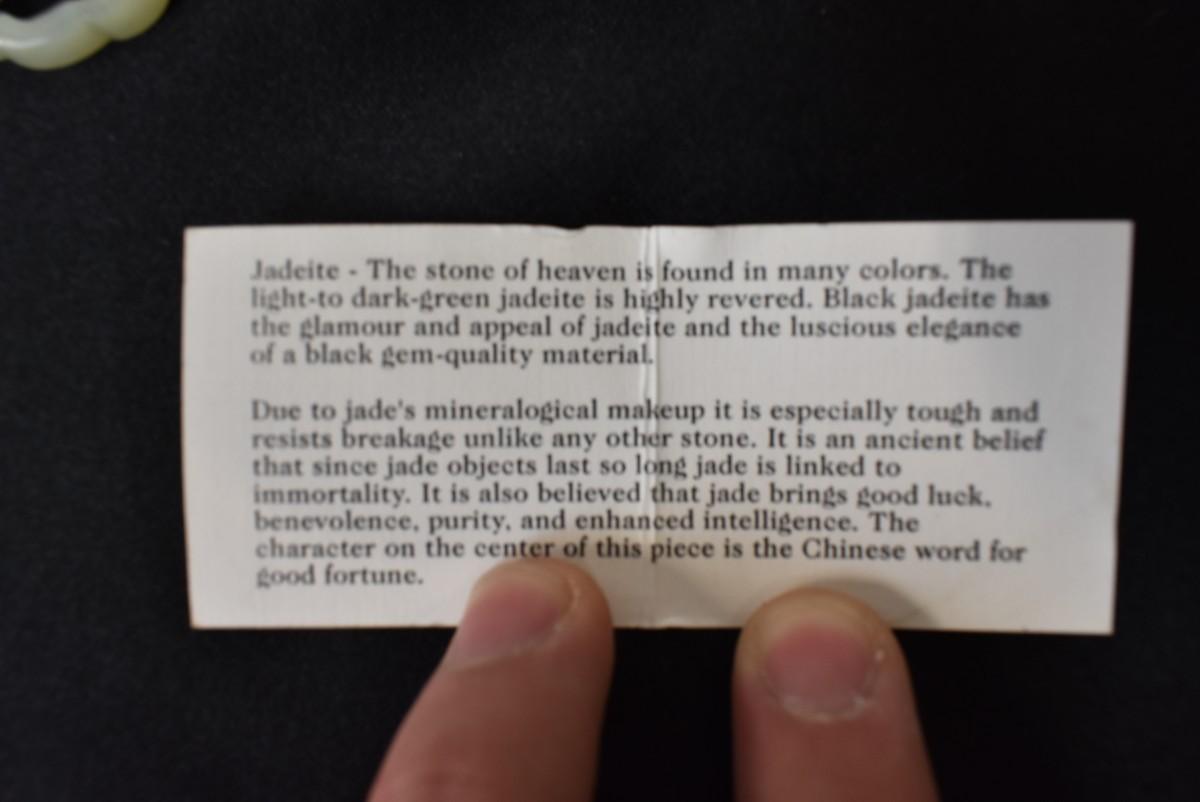 Jadeite - The stone of heaven is found in many colors. The
light-to dark-green jadeite is highly revered. Black jadeite has
the glamour and appeal of jadeite and the luscious elegance
of a black gem-quality material.
Due to jade's mineralogical makeup it is especially tough and
resists breakage unlike any other stone. It is an ancient belief
that since jade objects last so long jade is linked to
immortality. It is also believed that jade brings good luck,
benevolence, purity, and enhanced intelligence. The
character on the center of this piece is the Chinese word for
good fortune.